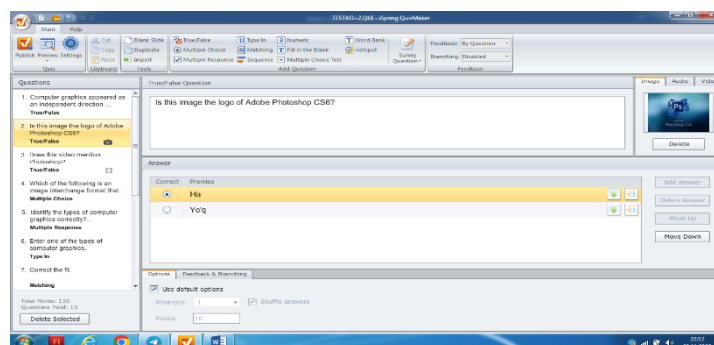 TESTKO~2.QUI - iSpring QuizMaker
Main Help
Publish Preview Settings
Quiz
Cut
Copy
Paste
Clipboard
Blank Slide
Duplicate
Import
Tools
True/False
Multiple Choice
Multiple Response
Type In
Matching
Sequence
Numeric
Fill in the Blank
Multiple Choice Text
Word Bank
Hotspot
Add Question
Survey
Question
Feedback: By Question
Branching: Disabled
Feedback
Questions
1. Computer graphics appeared as
an independent direction ...
True/False
2. Is this image the logo of Adobe
Photoshop CS6?
True/False
3. Does this video mention
Photoshop?
True/False
4. Which of the following is an
image interchange format that...
Multiple Choice
5. Identify the types of computer
graphics correctly?...
Multiple Response
6. Enter one of the types of
computer graphics.
Type In
7. Correct the fit.
Matching
Total Points: 130
Questions Total: 13
Delete Selected
True/False Question
Is this image the logo of Adobe Photoshop CS6?
Image Audio Video
Ps
Photoshop CS6
Delete
Answer
Correct Premise
Ha
Yo'q
Add Answer
Delete Answer
Move Up
Move Down
Options Feedback & Branching
Use default options
Attempts: 1
Shuffle answers
Points: 10
22:52